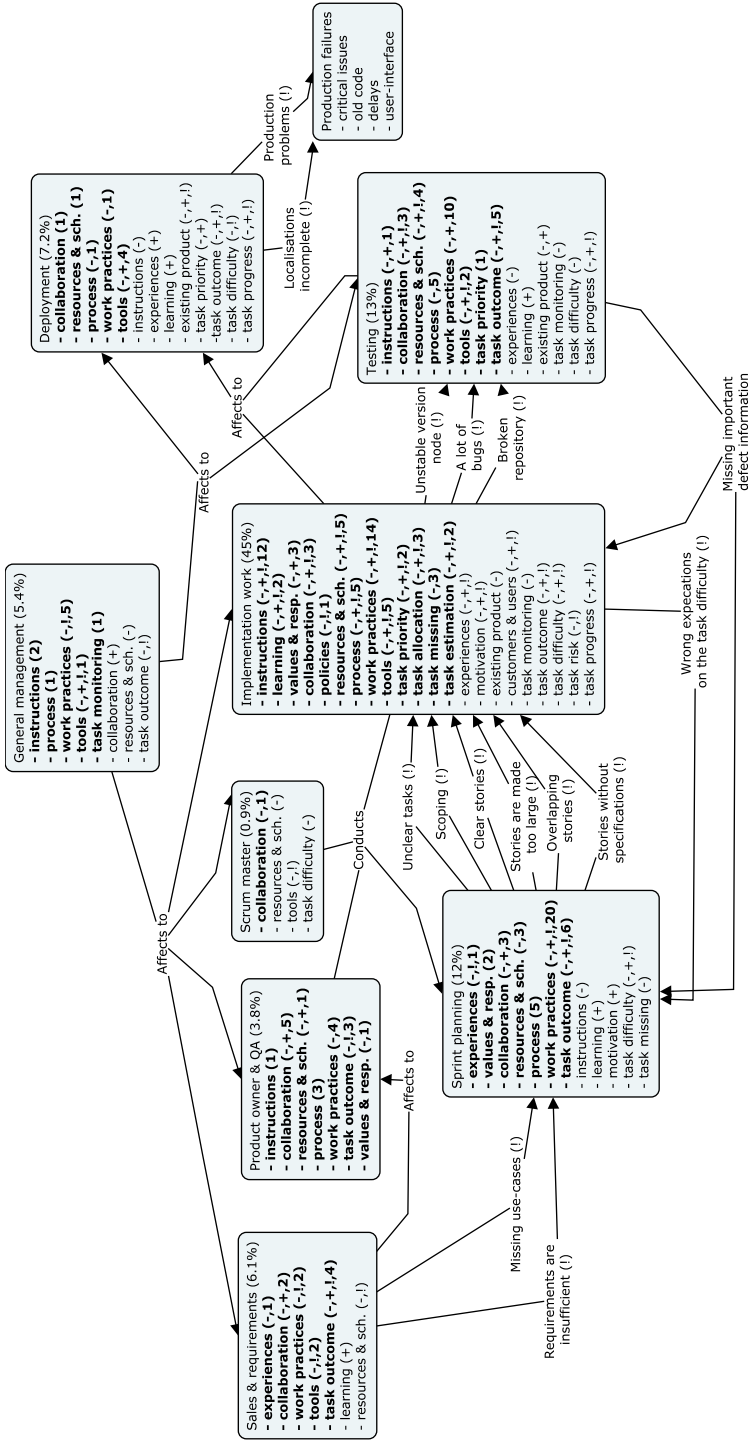 General management (5.4%)
- instructions (2)
- process (1)
- work practices (-,!,5)
- tools (-,+,!,1)
- task monitoring (1)
- collaboration (+)
- resources & sch. (-)
- task outcome (-,!)
Affects to
Affects to
Sales & requirements (6.1%)
- experiences (-,1)
- collaboration (-,+,2)
- work practices (-,!,2)
- tools (-,!,2)
- task outcome (-,+,!,4)
- learning (+)
- resources & sch. (-,!)
Product owner & QA (3.8%)
- instructions (1)
- collaboration (-,+,5)
- resources & sch. (-,+,1)
- process (3)
- work practices (-,4)
- task outcome (-,!,3)
- values & resp. (-,1)
Scrum master (0.9%)
- collaboration (-,1)
- resources & sch. (-)
- tools (-,!)
- task difficulty (-)
Implementation work (45%)
- instructions (-,+,!,12)
- learning (-,+,!,2)
- values & resp. (-,+,3)
- collaboration (-,+,!,3)
- policies (-,!,1)
- resources & sch. (-,+,!,5)
- process (-,+,!,5)
- work practices (-,+,!,14)
- tools (-,+,!,5)
- task priority (-,+,!,2)
- task allocation (-,+,!,3)
- task missing (-,3)
- task estimation (-,+,!,2)
- experiences (-,+,!)
- motivation (-,+,!)
- existing product (-)
- customers & users (-,+,!)
- task monitoring (-)
- task outcome (-,+,!)
- task difficulty (-,+,!)
- task risk (-,!)
- task progress (-,+,!)
Deployment (7.2%)
- collaboration (1)
- resources & sch. (1)
- process (-,1)
- work practices (-,1)
- tools (-,+,4)
- instructions (-)
- experiences (+)
- learning (+)
- existing product (-,+,!)
- task priority (-,+)
-task outcome (-,+,!)
- task difficulty (-,!)
- task progress (-,+,!)
Production
problems (!)
Localisations
incomplete (!)
Production failures
- critical issues
- old code
- delays
- user-interface
Affects to
Testing (13%)
- instructions (-,+,1)
- collaboration (-,+,!,3)
- resources & sch. (-,+,!,4)
- process (-,5)
- work practices (-,+,10)
- tools (-,+,!,2)
- task priority (1)
- task outcome (-,+,!,5)
- experiences (-)
- learning (+)
- existing product (-,+)
- task monitoring (-)
- task difficulty (-)
- task progress (-,+,!)
Unstable version
node (!)
A lot of
bugs (!)
Broken
repository (!)
Conducts
Affects to
Sprint planning (12%)
- experiences (-,!,1)
- values & resp. (2)
- collaboration (-,+,3)
- resources & sch. (-,3)
- process (5)
- work practices (-,+,!,20)
- task outcome (-,+,!,6)
- instructions (-)
- learning (+)
- motivation (+)
- task difficulty (-,+,!)
- task missing (-)
Unclear tasks (!)
Scoping (!)
Clear stories (!)
Stories are made
too large (!)
Overlapping
stories (!)
Stories without
specifications (!)
Missing use-cases (!)
Requirements are
insufficient (!)
Wrong expecations
on the task difficulty (!)
Missing important
defect information